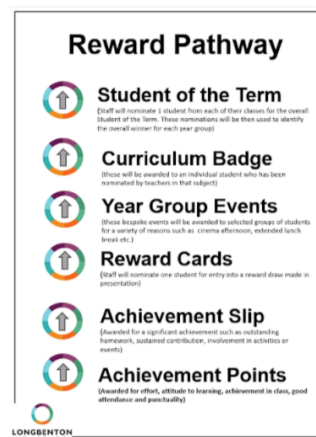 Reward Pathway
Student of the Term
(Staff will nominate 1 student from each of their classes for the overall
Student of the Term. These nominations will be then used to identify
the overall winner for each year group)
Curriculum Badge
(these will be awarded to an individual student who has been
nominated by teachers in that subject)
Year Group Events
(these bespoke events will be awarded to selected groups of students
for a variety of reasons such as cinema afternoon, extended lunch
break etc.)
Reward Cards
(Staff will nominate one student for entry into a reward draw made in
presentation)
Achievement Slip
(Awarded for a significant achievement such as outstanding
homework, sustained contribution, involvement in activities or
events)
Achievement Points
(Awarded for effort, attitude to learning, achievement in class, good
attendance and punctuality)
LONGBENTON